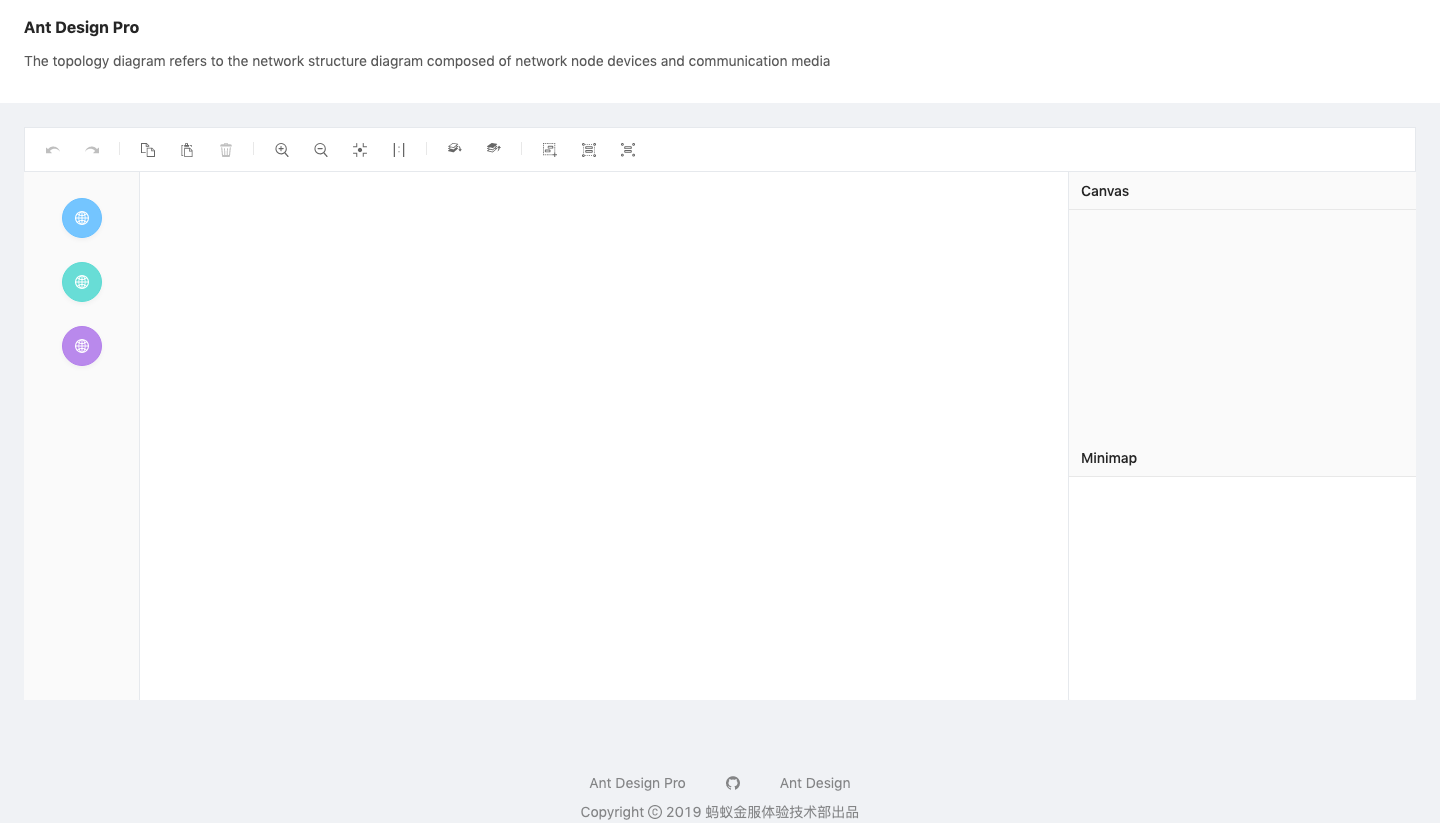 Ant Design Pro
The topology diagram refers to the network structure diagram composed of network node devices and communication media
Canvas
Minimap
Ant Design Pro Ant Design
Copyright © 2019 蚂蚁金服体验技术部出品